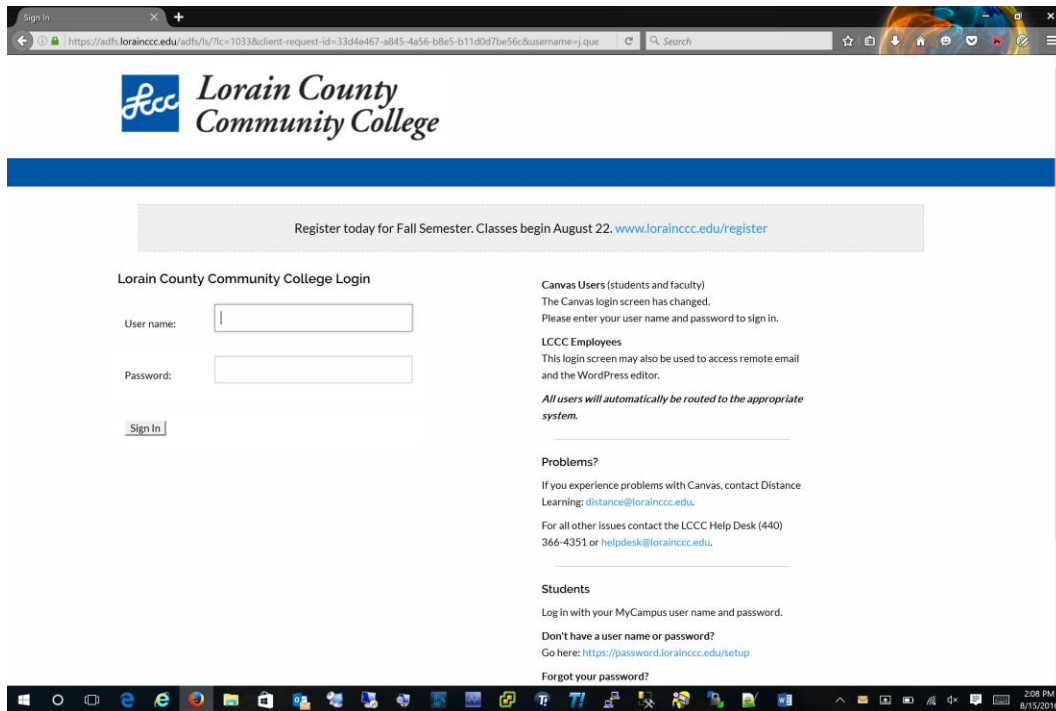 Sign In
https://adfs.lorainccc.edu/adfs/ls/?lc=1033&client-request-id=33d4e467-a845-4a56-b8e5-b11d0d7be56c&username=j.que
Search
lccc
Lorain County
Community College
Register today for Fall Semester. Classes begin August 22. www.lorainccc.edu/register
Lorain County Community College Login
User name:
Password:
Sign In
Canvas Users (students and faculty)
The Canvas login screen has changed.
Please enter your user name and password to sign in.
LCCC Employees
This login screen may also be used to access remote email
and the WordPress editor.
All users will automatically be routed to the appropriate
system.
Problems?
If you experience problems with Canvas, contact Distance
Learning: distance@lorainccc.edu.
For all other issues contact the LCCC Help Desk (440)
366-4351 or helpdesk@lorainccc.edu.
Students
Log in with your MyCampus user name and password.
Don't have a user name or password?
Go here: https://password.lorainccc.edu/setup
Forgot your password?
2:08 PM